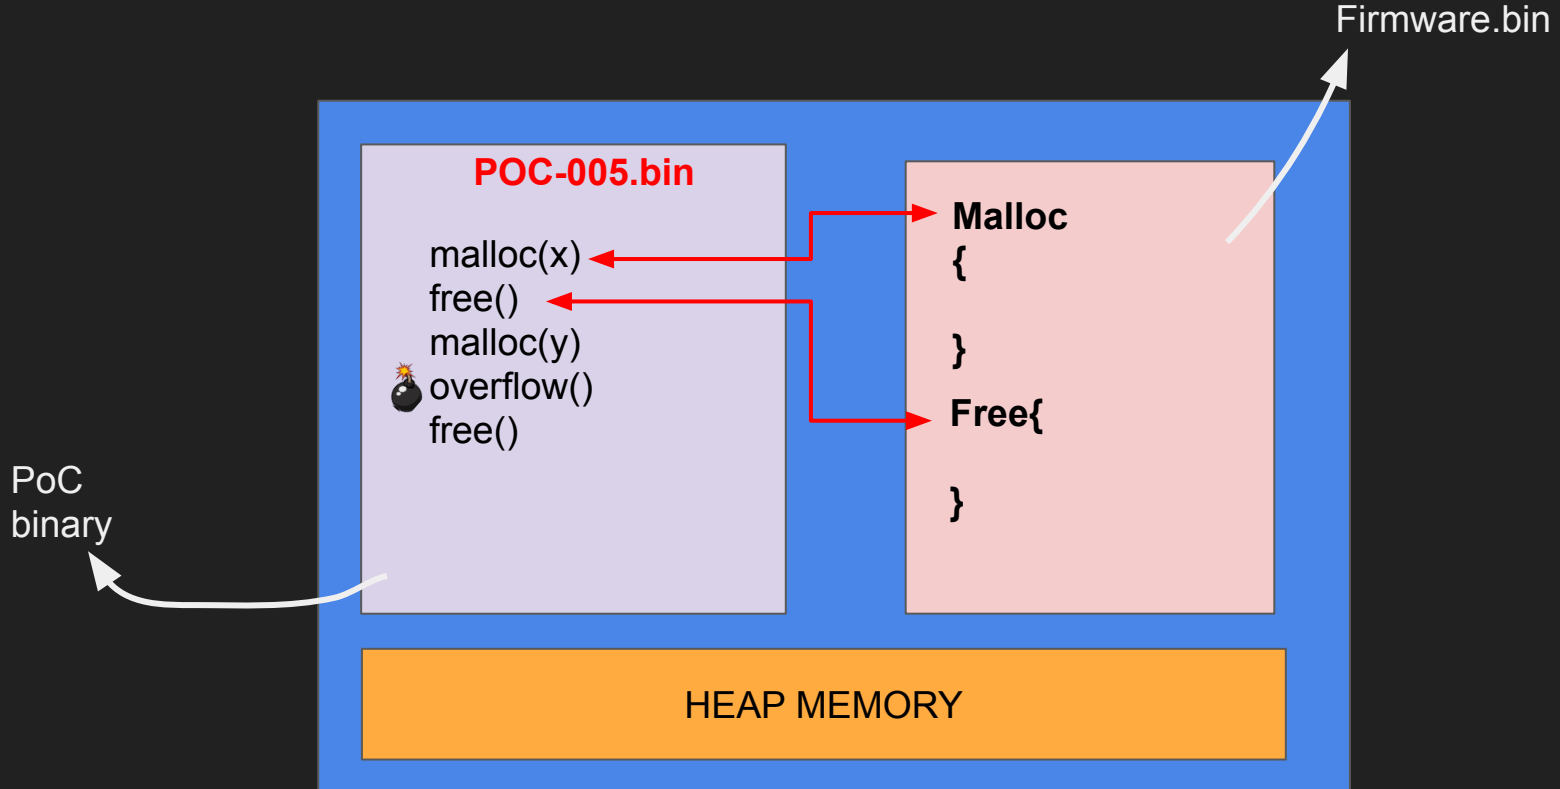 Firmware.bin
POC-005.bin
malloc(x)
free()
malloc(y)
overflow()
free()
Malloc
{
}
Free{
}
PoC
binary
HEAP MEMORY